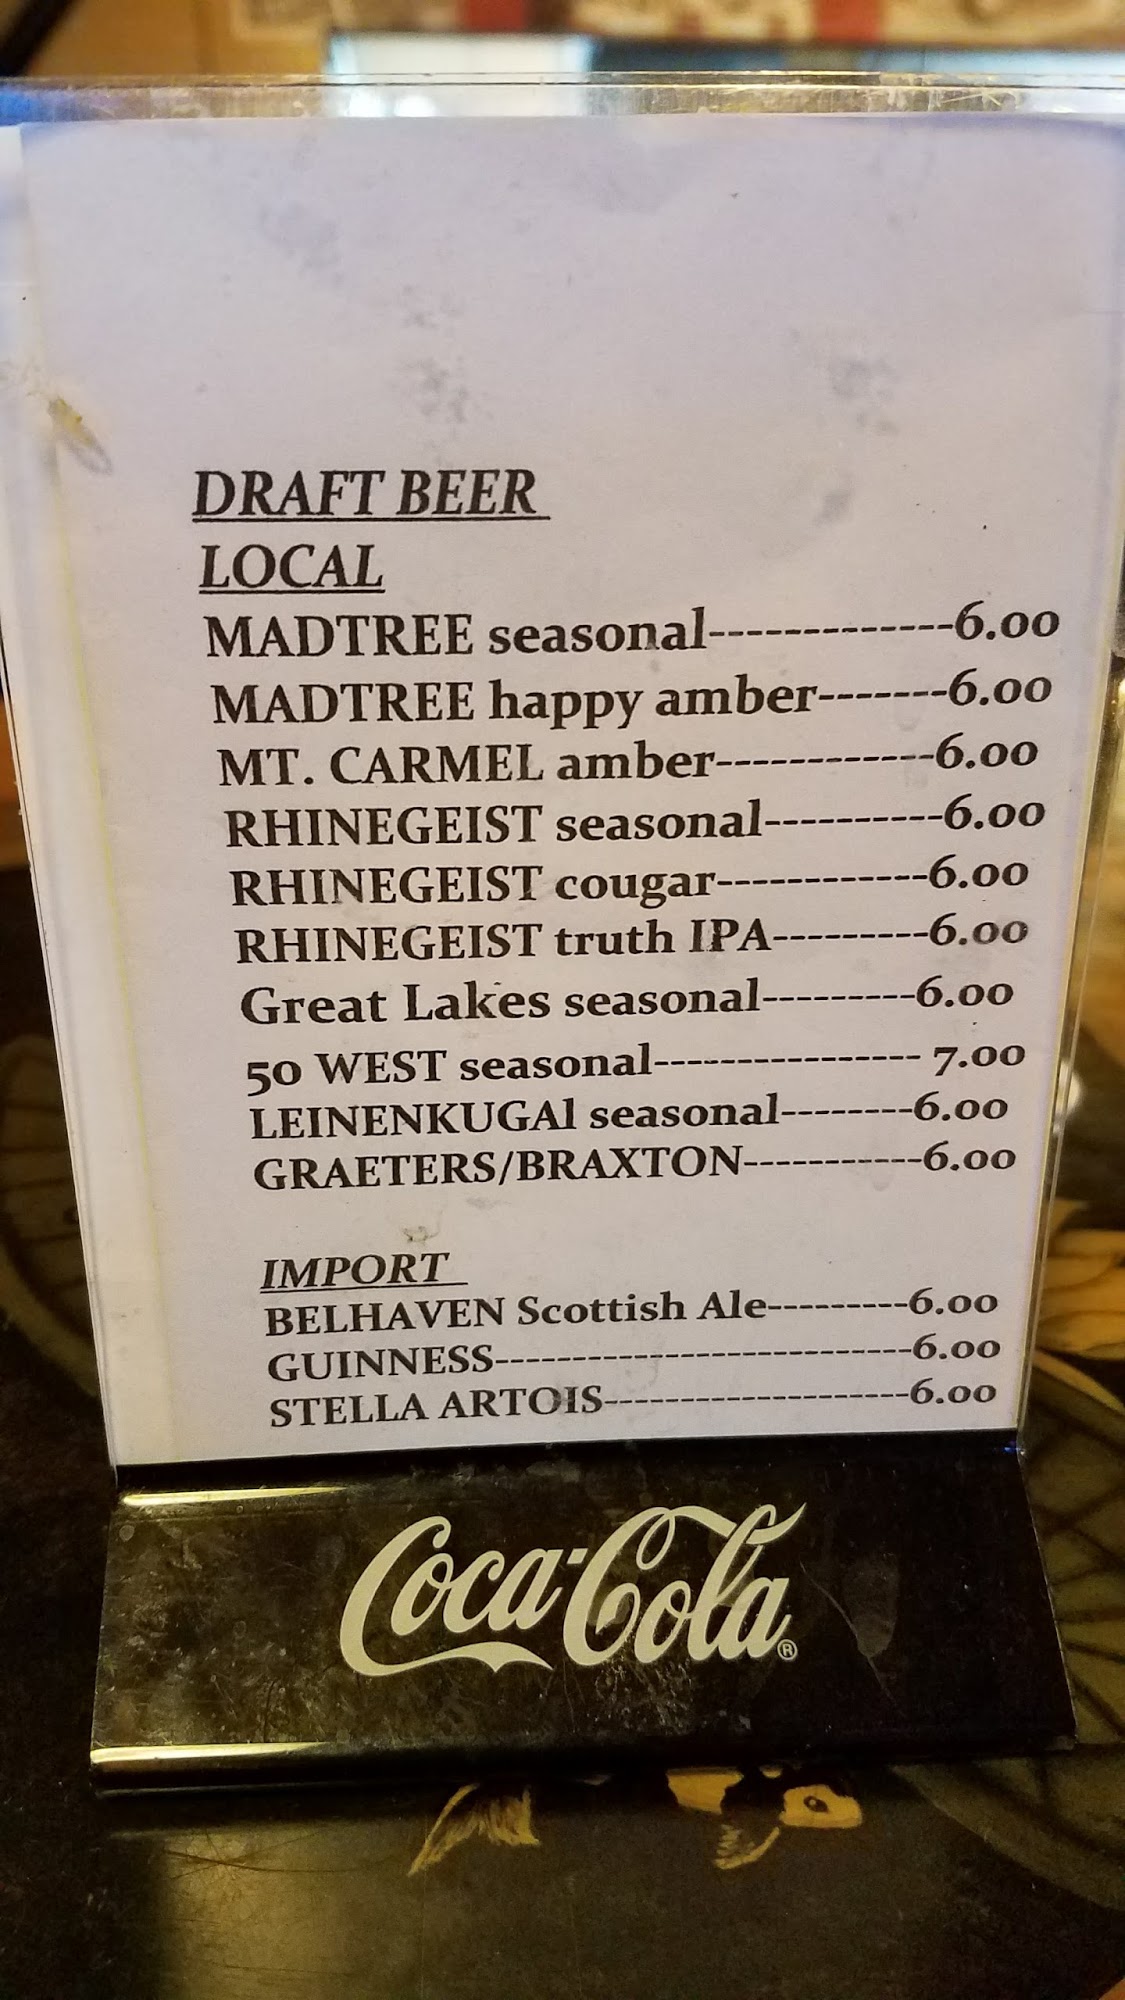 DRAFT BEER
LOCAL
MADTREE seasonal-------------6.00
MADTREE happy amber-------6.00
MT. CARMEL amber------------6.00
RHINEGEIST seasonal----------6.00
RHINEGEIST cougar------------6.00
RHINEGEIST truth IPA---------6.00
Great Lakes seasonal---------6.00
50 WEST seasonal---------------- 7.00
LEINENKUGAl seasonal--------6.00
GRAETERS/BRAXTON-----------6.00
IMPORT
BELHAVEN Scottish Ale---------6.00
GUINNESS---------------------------6.00
STELLA ARTOIS--------------------6.00
Coca-Cola®